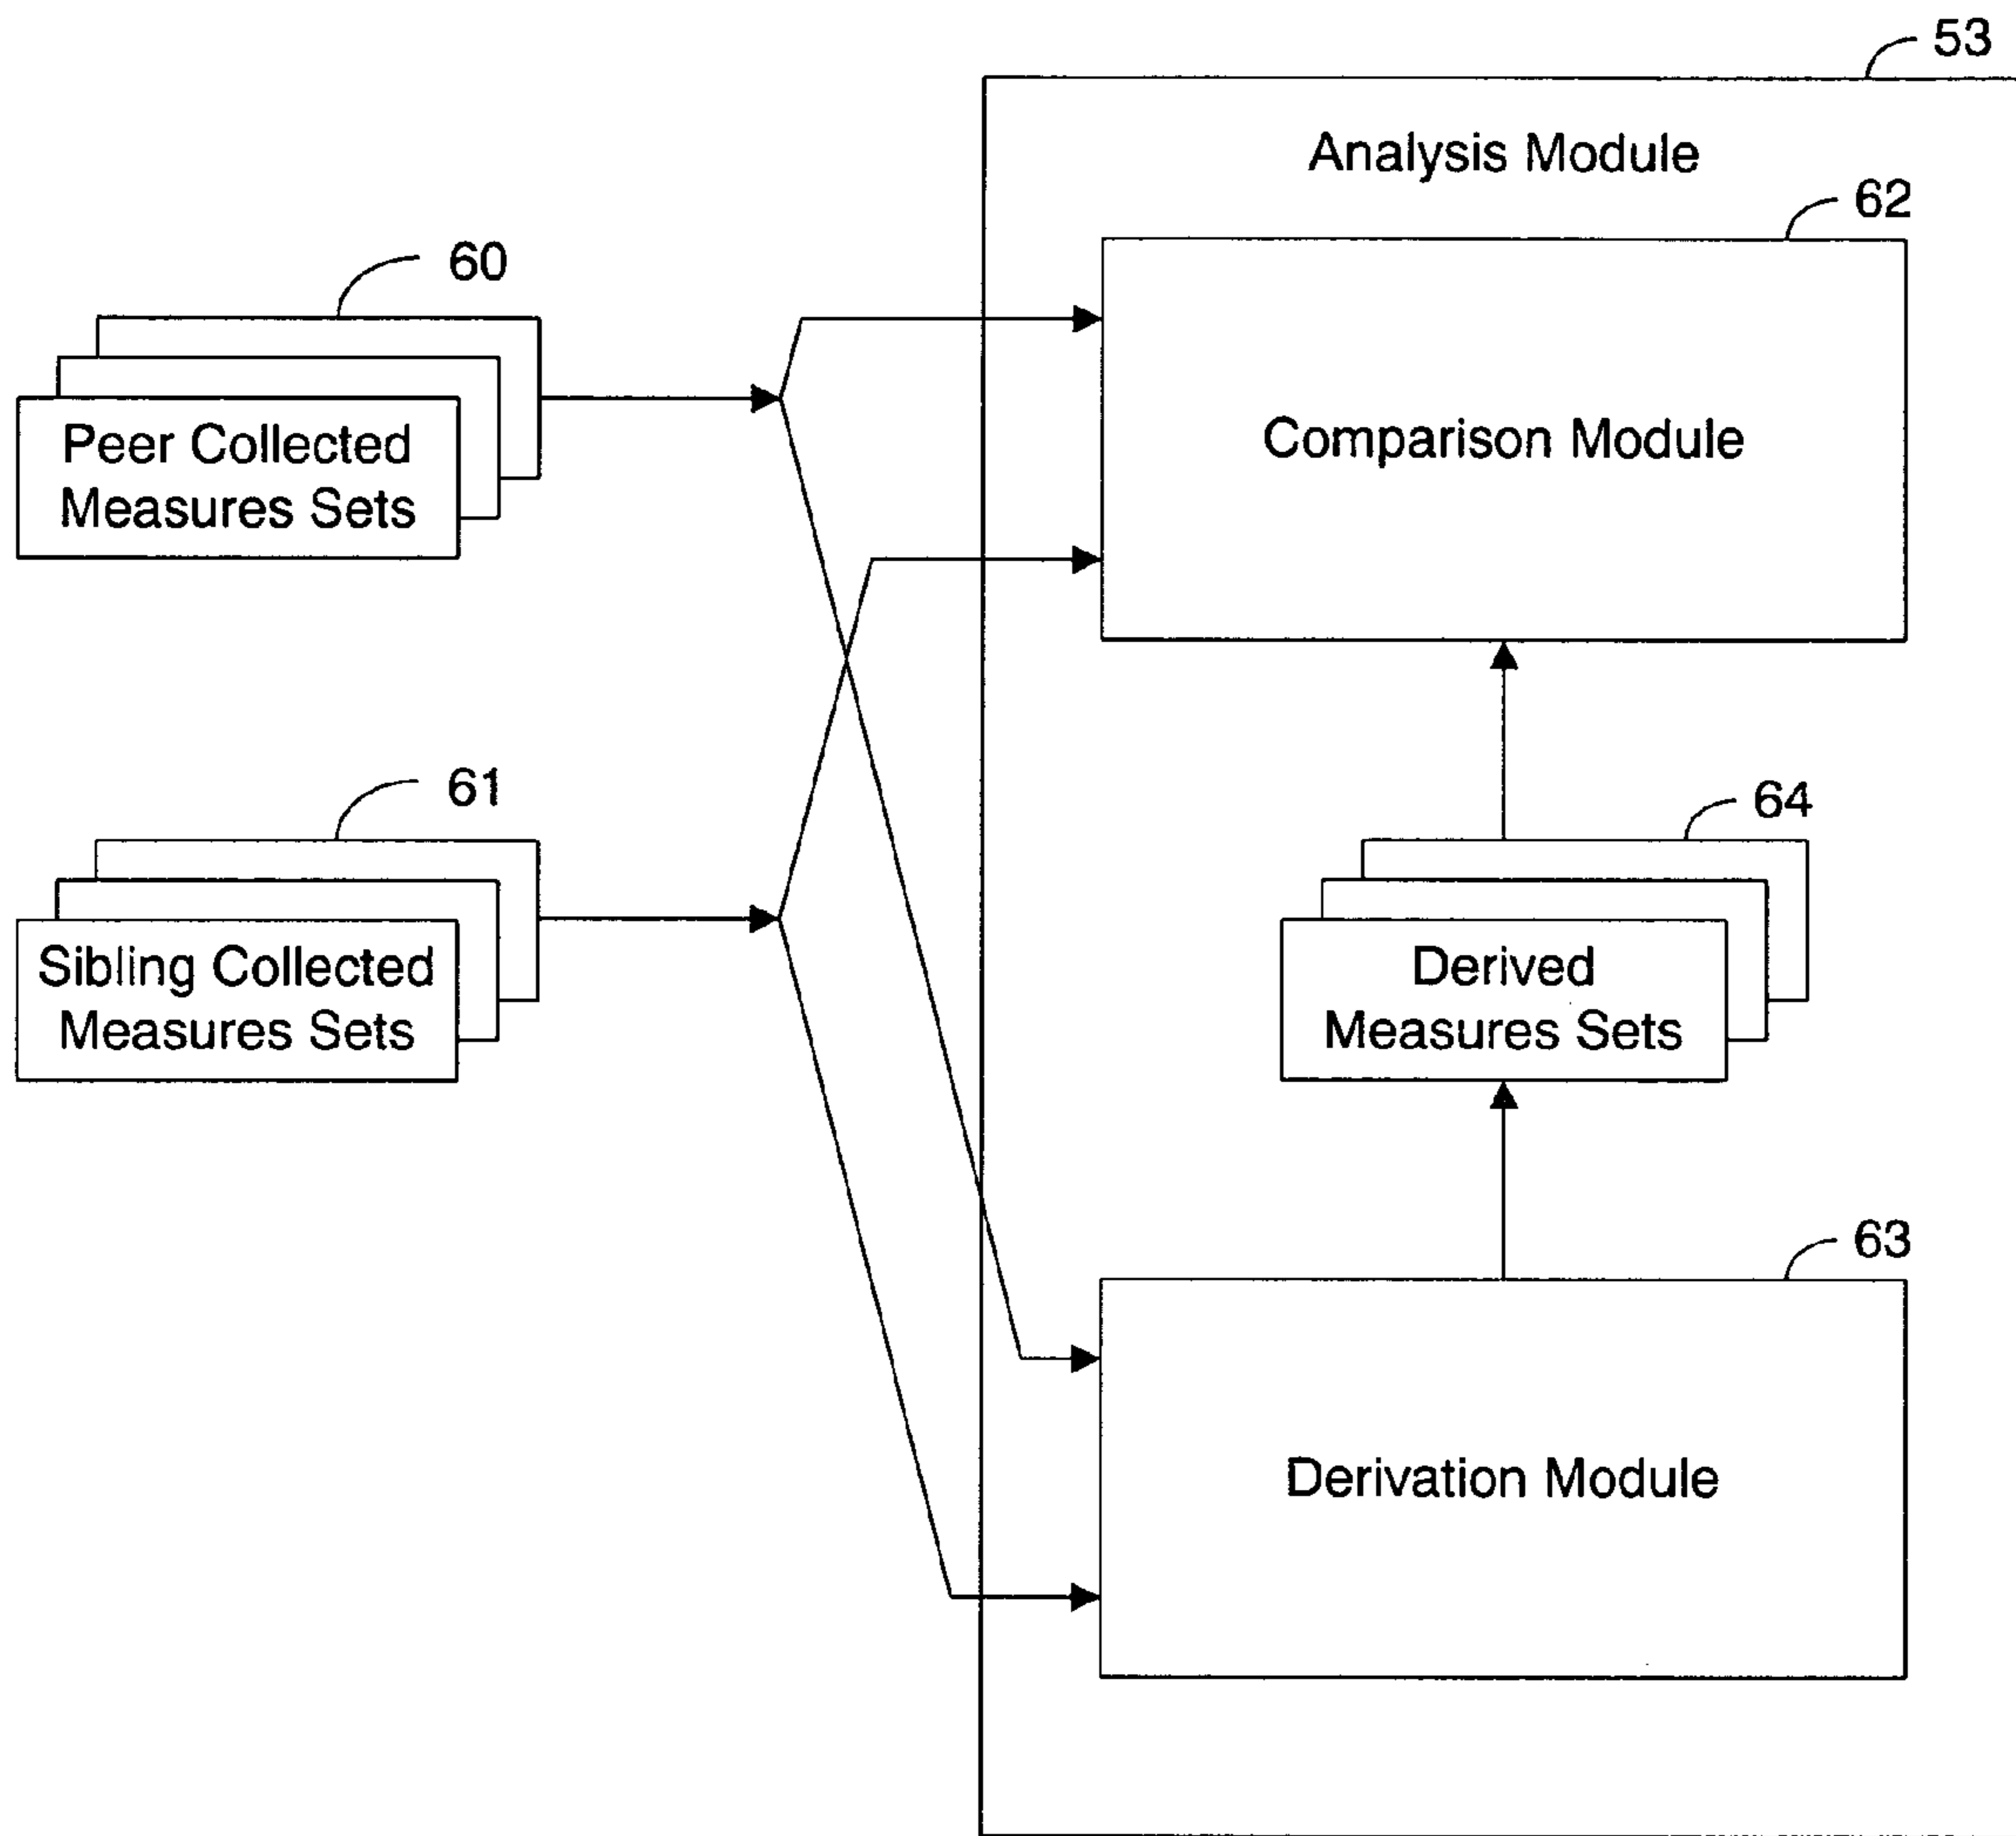 53
Analysis Module
62
60
Peer Collected
Measures Sets
Comparison Module
61
Sibling Collected
Measures Sets
64
Derived
Measures Sets
63
Derivation Module